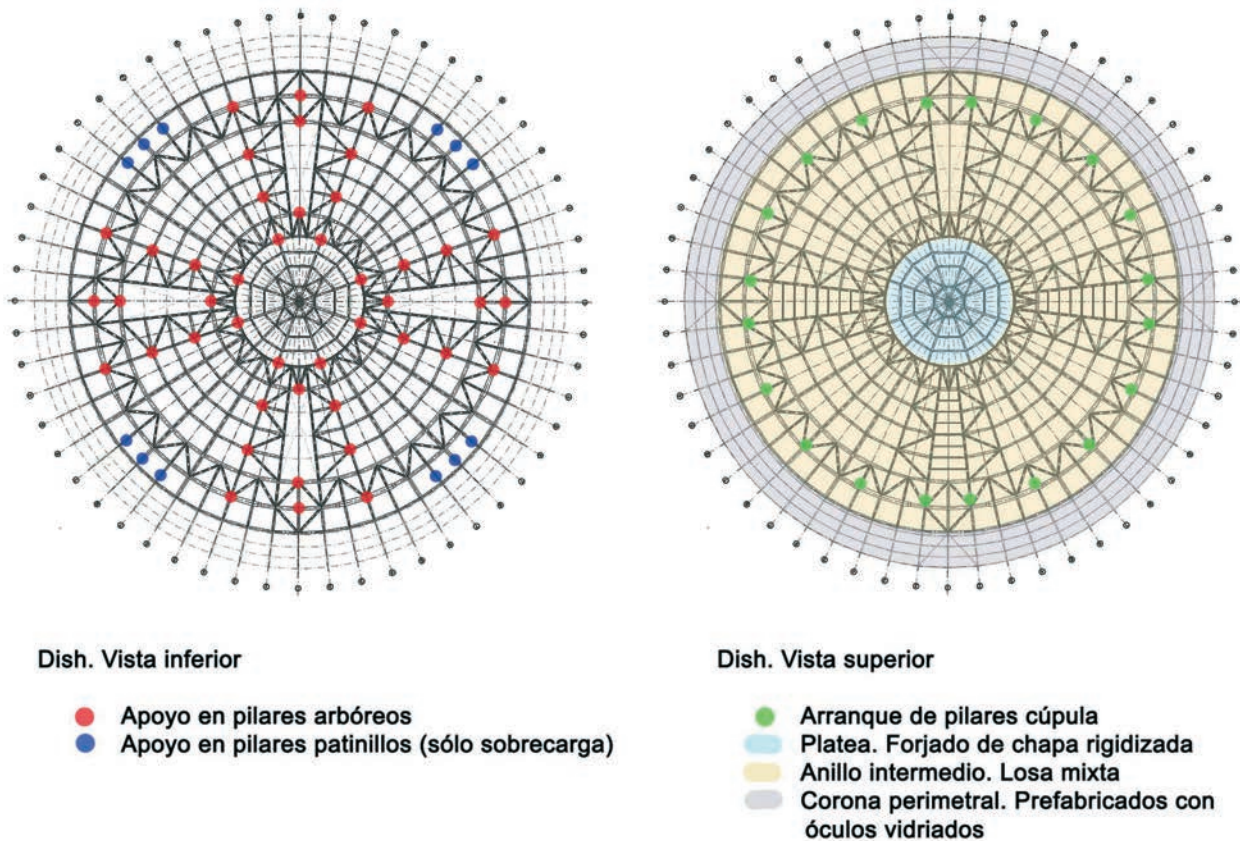 Dish. Vista inferior
Apoyo en pilares arbóreos
Apoyo en pilares patinillos (sólo sobrecarga)
Dish. Vista superior
Arranque de pilares cúpula
Platea. Forjado de chapa rigidizada
Anillo intermedio. Losa mixta
Corona perimetral. Prefabricados con
óculos vidriados